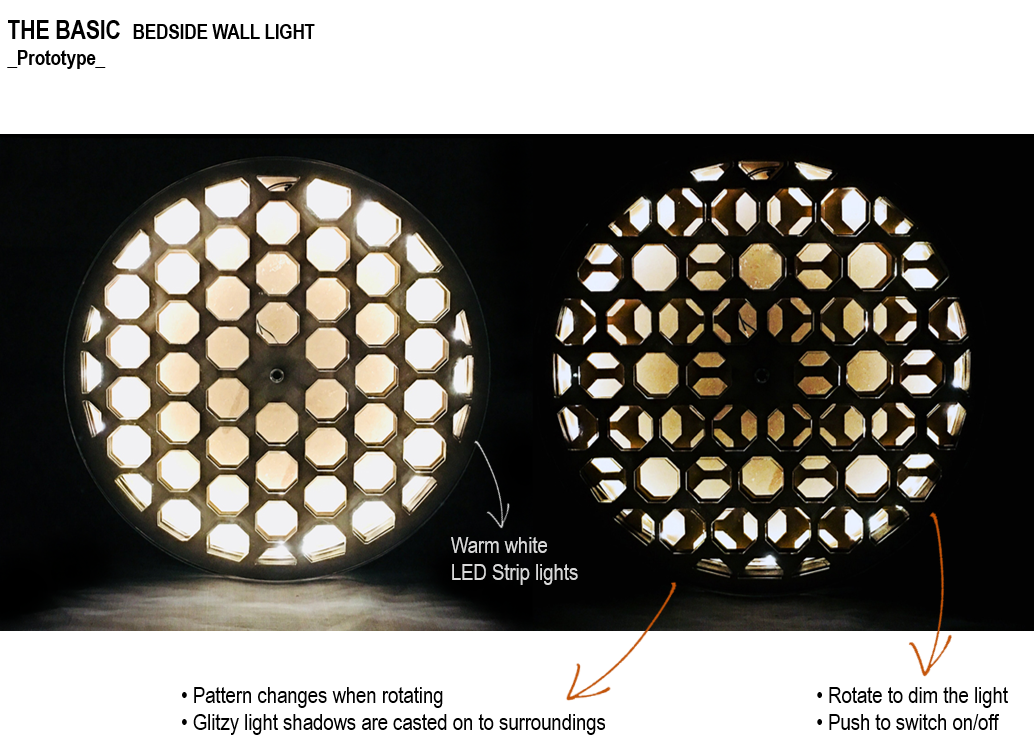 THE BASIC BEDSIDE WALL LIGHT
_Prototype_
Warm white
LED Strip lights
• Pattern changes when rotating
• Glitzy light shadows are casted on to surroundings
• Rotate to dim the light
• Push to switch on/off